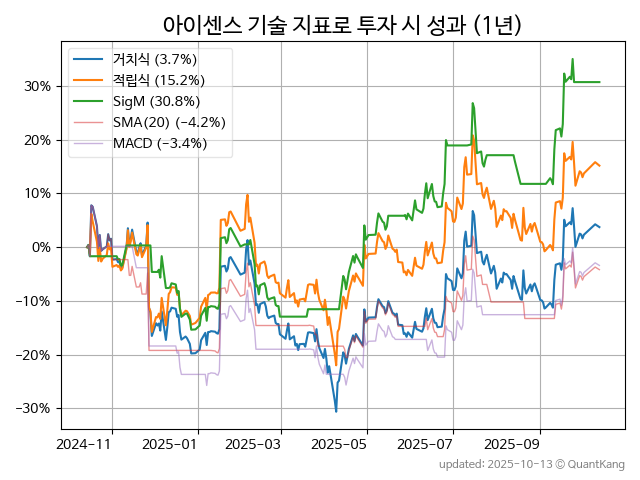 아이센스 기술 지표로 투자 시 성과 (1년)
거치식 (3.7%)
적립식 (15.2%)
SigM (30.8%)
SMA(20) (−4.2%)
MACD (−3.4%)
30%
20%
10%
0%
−10%
−20%
−30%
2024-11 2025-01 2025-03 2025-05 2025-07 2025-09
updated: 2025-10-13 © QuantKang